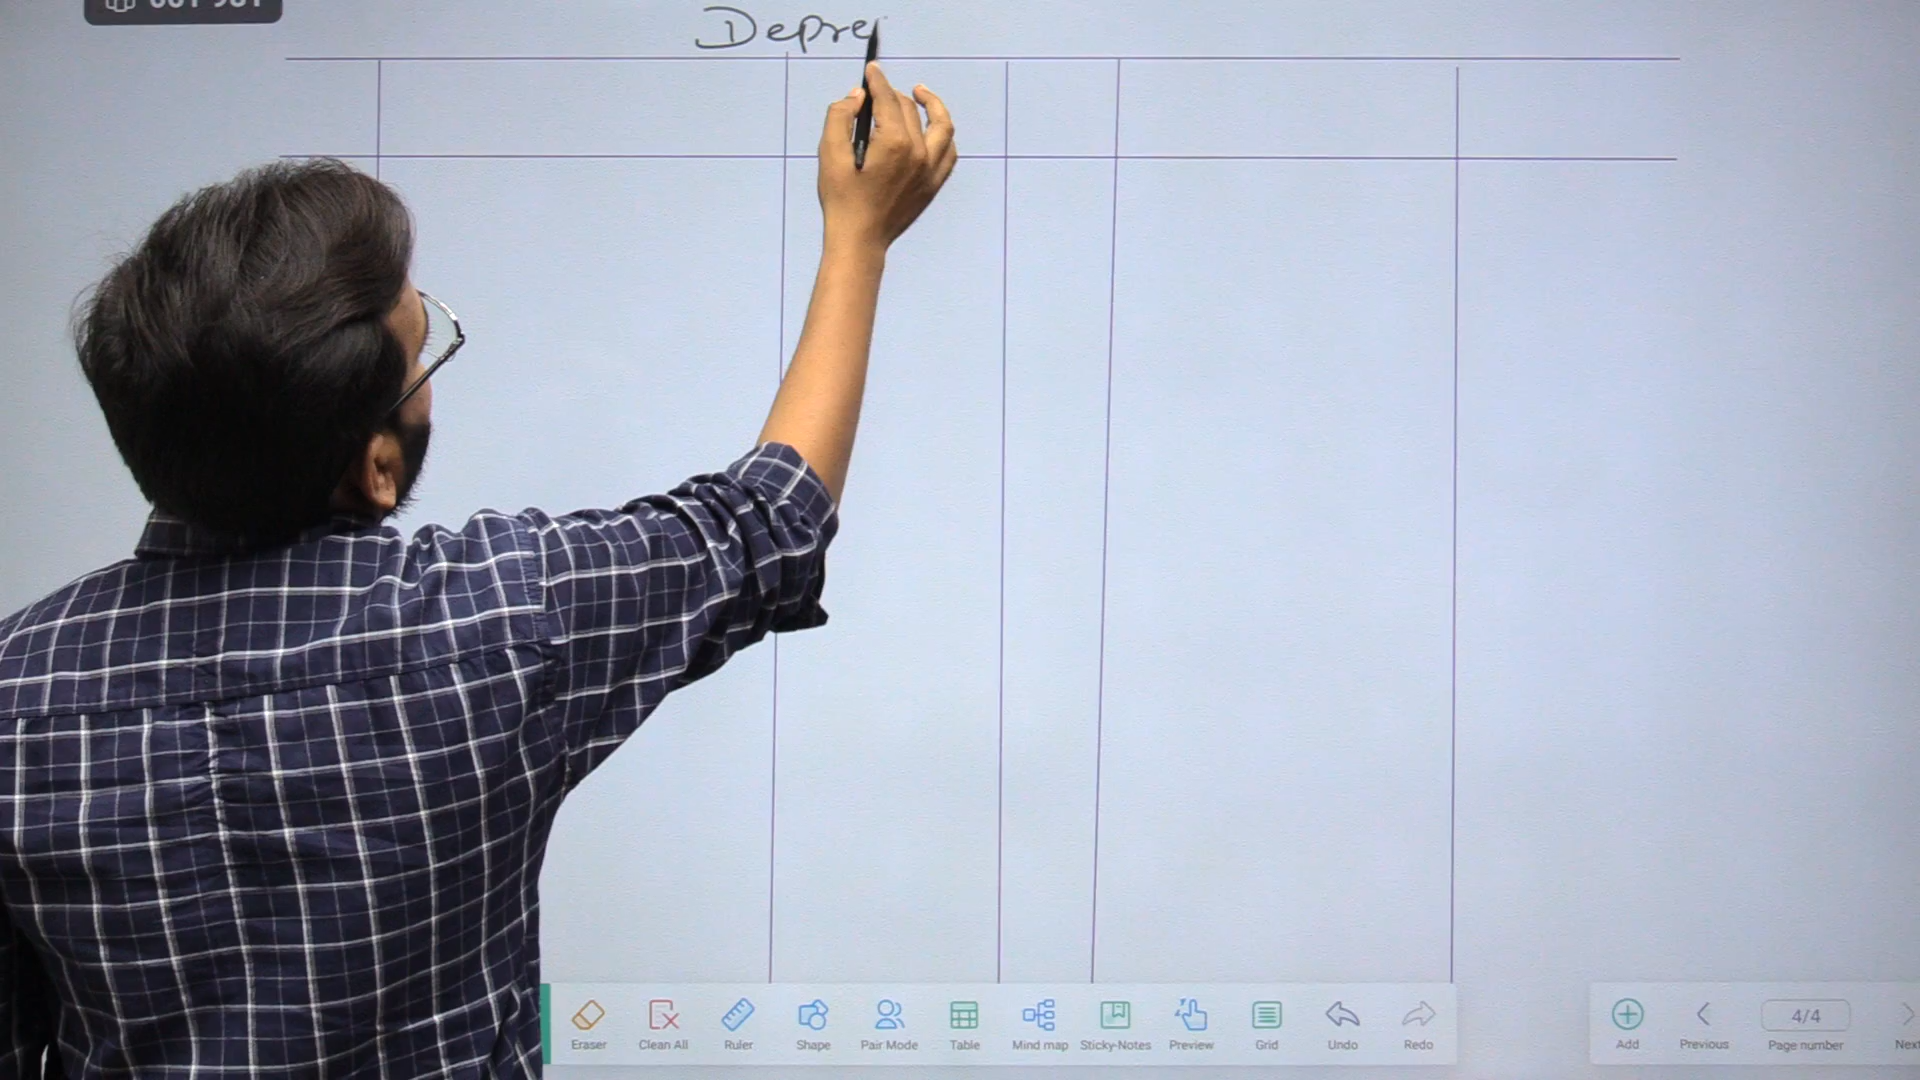 Depre
Eraser
Clean All
Ruler
Shape
Pair Mode
Table
Mind map
Sticky-Notes
Preview
Grid
Undo
Redo
Add
Previous
4/4
Page number
Next